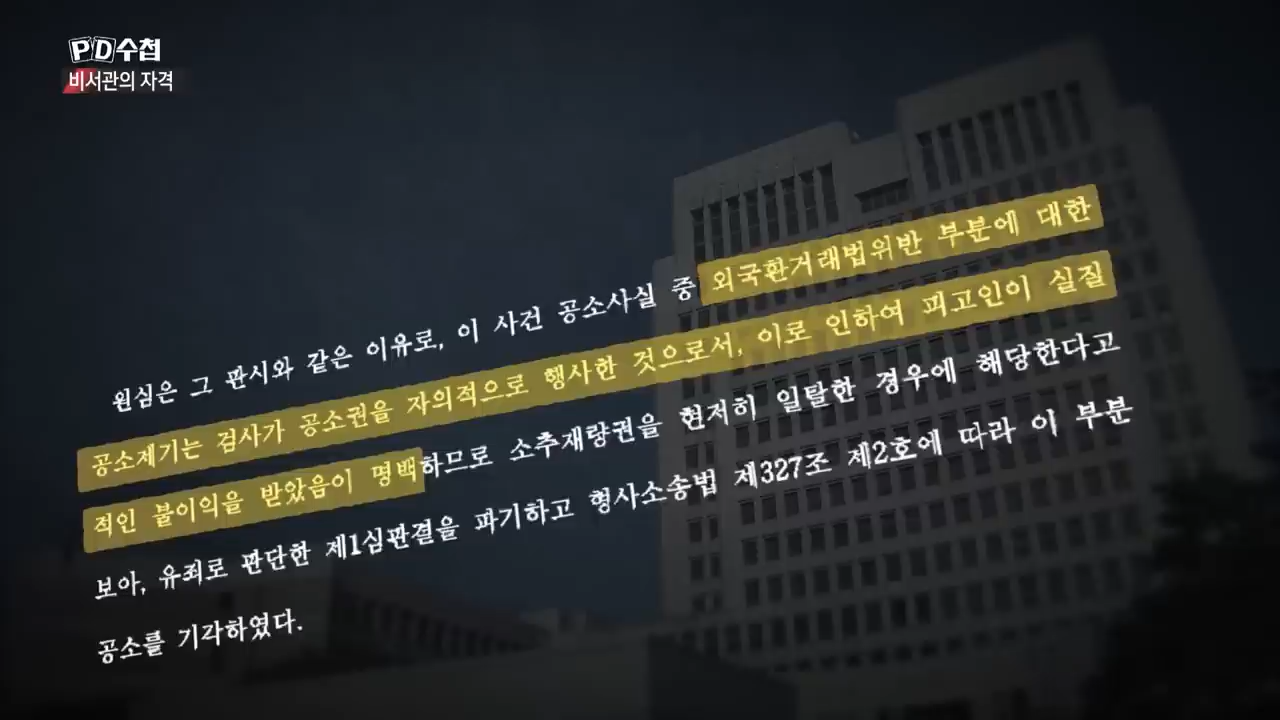 PD수첩
비서관의 자격
원심은 그 판시와 같은 이유로, 이 사건 공소사실 중 외국환거래법위반 부분에 대한
공소제기는 검사가 공소권을 자의적으로 행사한 것으로서, 이로 인하여 피고인이 실질
적인 불이익을 받았음이 명백하므로 소추재량권을 현저히 일탈한 경우에 해당한다고
보아, 유죄로 판단한 제1심판결을 파기하고 형사소송법 제327조 제2호에 따라 이 부분
공소를 기각하였다.